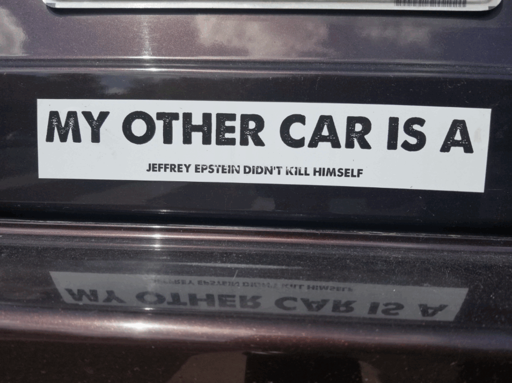 MY OTHER CAR IS A
JEFFREY EPSTEIN DIDN'T KILL HIMSELF